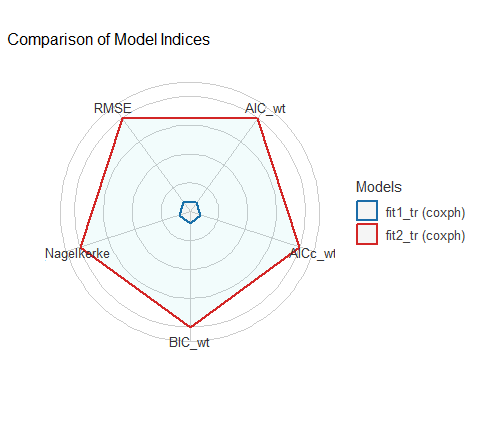 Comparison of Model Indices
RMSE
AIC_wt
Models
fit1_tr (coxph)
fit2_tr (coxph)
Nagelkerke
AICc_wt
BIC_wt